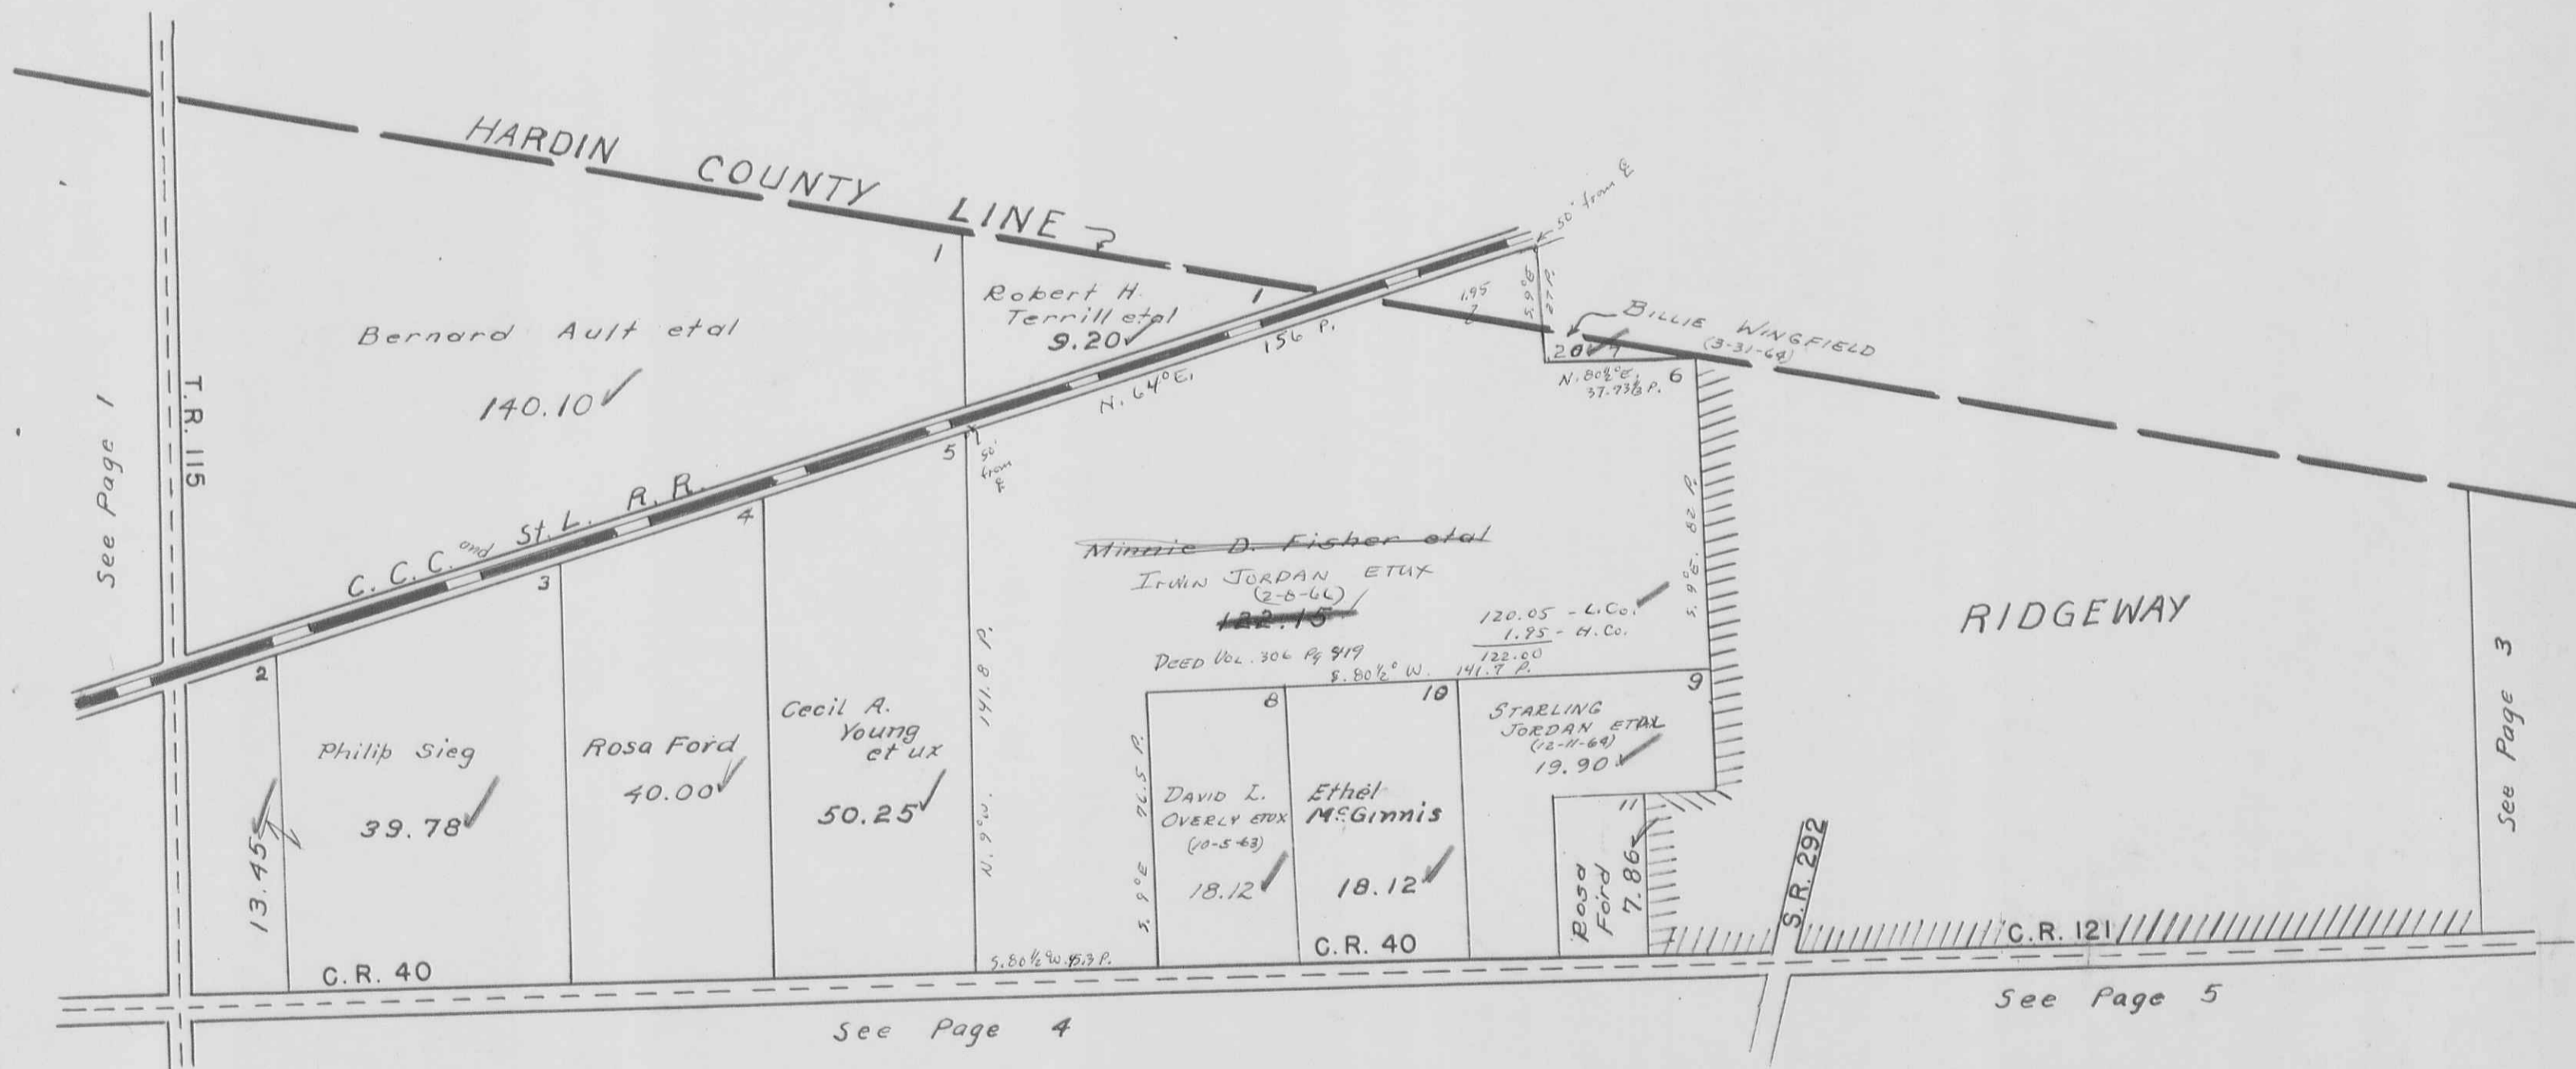 HARDIN COUNTY LINE
50' from ℄
1
Robert H.
Terrill etal
9.20
1
1.95
S. 9° E.
27 P.
BILLIE WINGFIELD
(3-31-64)
N. 80½° E.
37.73⅓ P.
6
Bernard Ault etal
140.10
See Page 1
T. R. 115
156 P.
N. 64° E.
5
50'
from
℄
C. C. C. and St. L. R. R.
4
3
2
Minnie D. Fisher etal
IRWIN JORDAN ETUX
122.15
120.05 - L. Co.
1.95 - H. Co.
122.00
DEED VOL. 306 Pg 419
S. 80½° W. 141.7 P.
S. 9° E. 82 P.
RIDGEWAY
See Page 3
Philip Sieg
39.78
13.45
Rosa Ford
40.00
Cecil A.
Young
et ux
50.25
N. 9° W. 141.8 P.
S. 9° E 76.5 P.
8
DAVID L.
OVERLY ETUX
(10-5-63)
18.12
10
Ethel
McGinnis
18.12
9
STARLING
JORDAN ETUX
(12-11-64)
19.90
11
Rosa
Ford
7.86
S. R. 292
C. R. 40
S. 80½° W. 45.3 P.
C. R. 40
C. R. 121
See Page 4
See Page 5